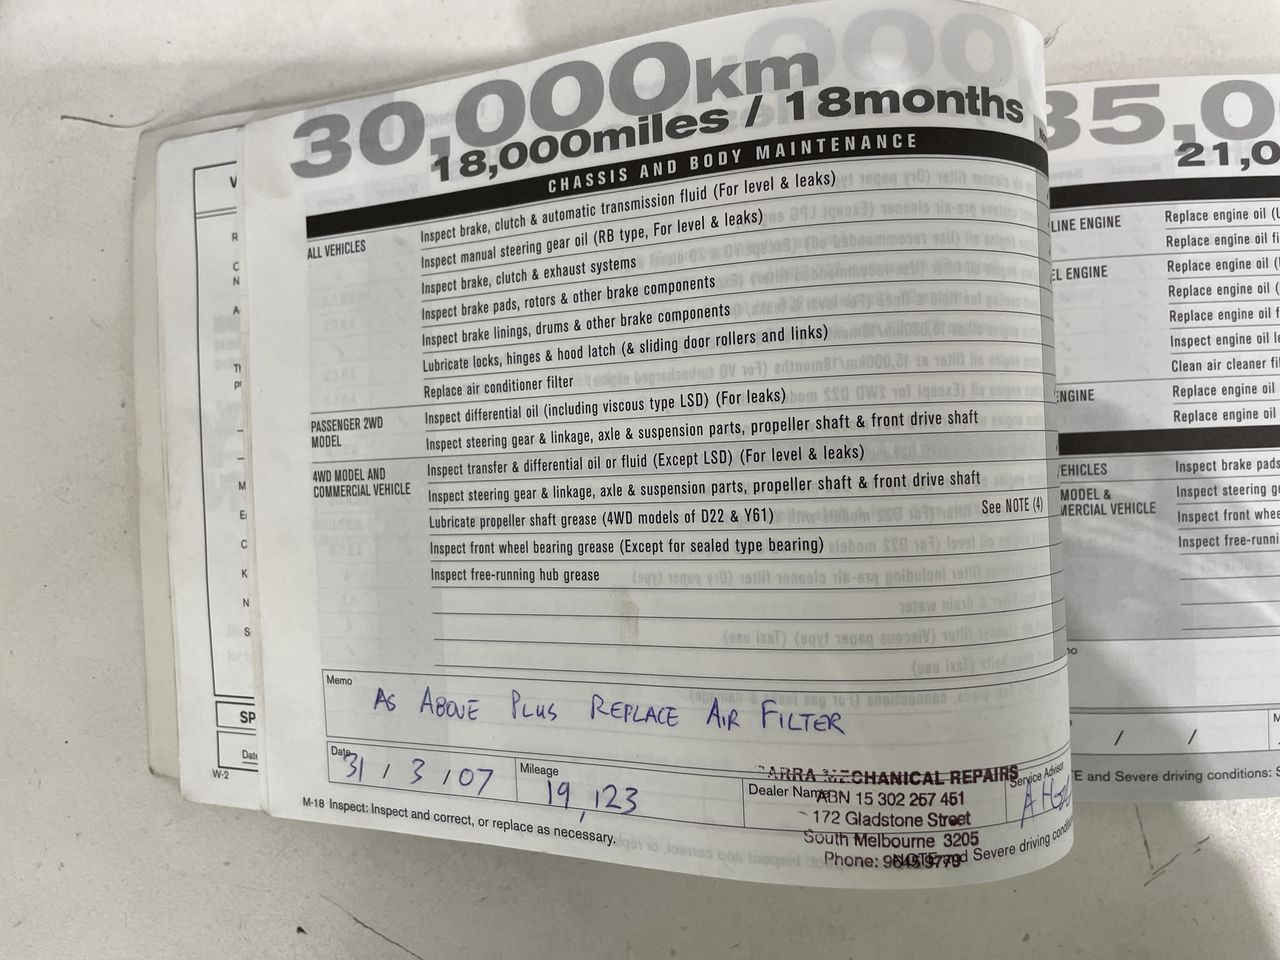 30,000km
18,000miles / 18months
CHASSIS AND BODY MAINTENANCE
ALL VEHICLES
Inspect brake, clutch & automatic transmission fluid (For level & leaks)
Inspect manual steering gear oil (RB type, For level & leaks)
Inspect brake, clutch & exhaust systems
Inspect brake pads, rotors & other brake components
Inspect brake linings, drums & other brake components
Lubricate locks, hinges & hood latch (& sliding door rollers and links)
Replace air conditioner filter
PASSENGER 2WD
MODEL
Inspect differential oil (including viscous type LSD) (For leaks)
Inspect steering gear & linkage, axle & suspension parts, propeller shaft & front drive shaft
4WD MODEL AND
COMMERCIAL VEHICLE
Inspect transfer & differential oil or fluid (Except LSD) (For level & leaks)
Inspect steering gear & linkage, axle & suspension parts, propeller shaft & front drive shaft
Lubricate propeller shaft grease (4WD models of D22 & Y61) See NOTE (4)
Inspect front wheel bearing grease (Except for sealed type bearing)
Inspect free-running hub grease
Memo
AS ABOVE PLUS REPLACE AIR FILTER
Date
31 / 3 / 07
Mileage
19,123
Dealer Name
ARRA MECHANICAL REPAIRS
ABN 15 302 267 461
172 Gladstone Street
South Melbourne 3205
Phone:
Service Advisor
M-18 Inspect: Inspect and correct, or replace as necessary.
NOTE and Severe driving
W-2
SP
35,0
21,0
LINE ENGINE
Replace engine oil
Replace engine oil
EL ENGINE
Replace engine oil
Replace engine oil
Replace engine oil
Inspect engine oil
Clean air cleaner
ENGINE
Replace engine oil
Replace engine oil
VEHICLES
Inspect brake pads
MODEL &
MERCIAL VEHICLE
Inspect steering
Inspect front
Inspect
/ /
E and Severe driving conditions: